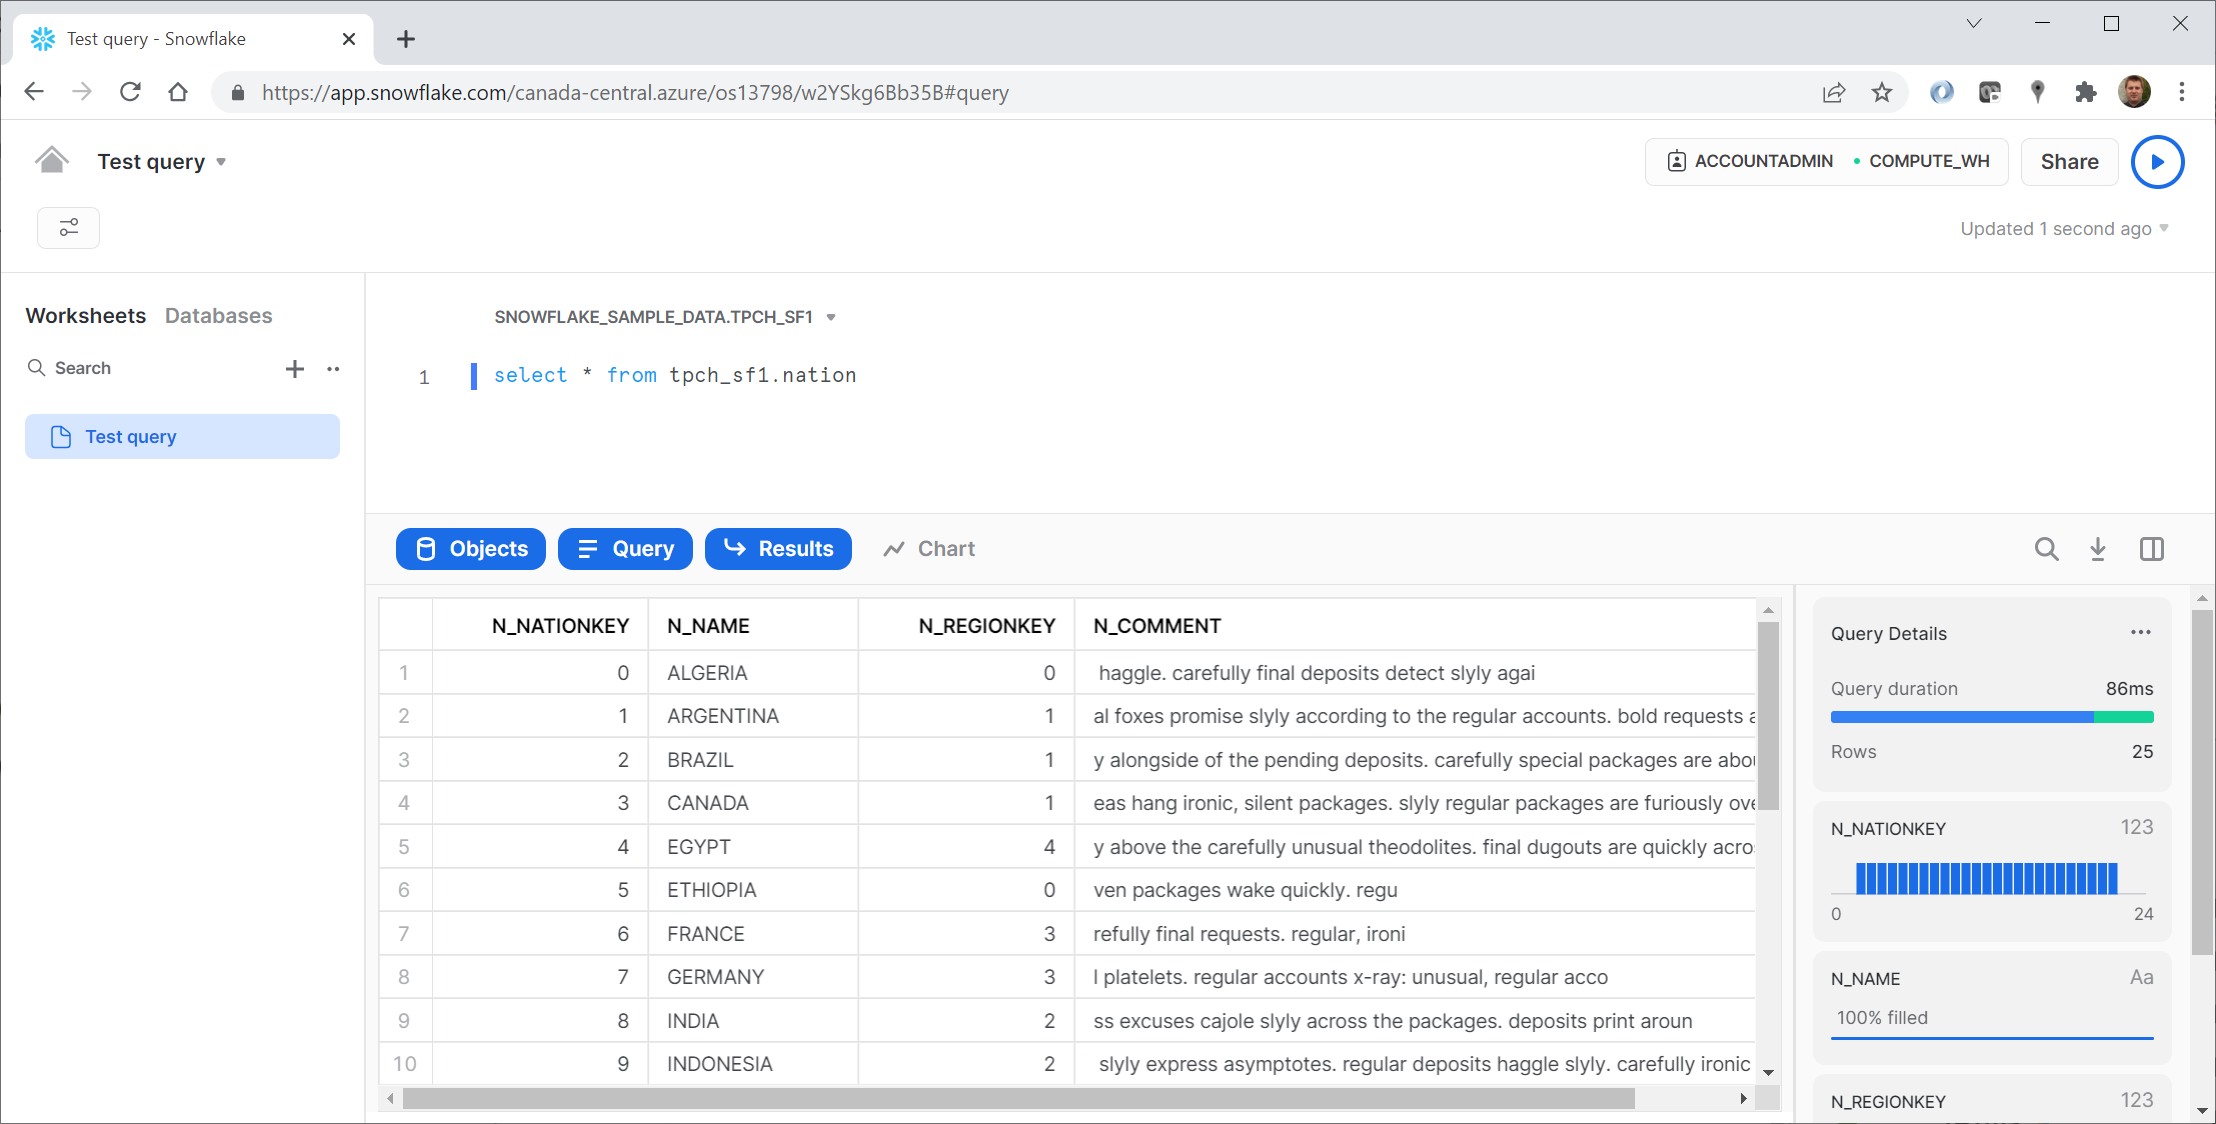 Test query - Snowflake
https://app.snowflake.com/canada-central.azure/os13798/w2YSkg6Bb35B#query
Test query
ACCOUNTADMIN COMPUTE_WH Share
Updated 1 second ago
Worksheets Databases
Search
Test query
SNOWFLAKE_SAMPLE_DATA.TPCH_SF1
1 select * from tpch_sf1.nation
Objects Query Results Chart
N_NATIONKEY N_NAME N_REGIONKEY N_COMMENT
1 0 ALGERIA 0 haggle. carefully final deposits detect slyly agai
2 1 ARGENTINA 1 al foxes promise slyly according to the regular accounts. bold requests a
3 2 BRAZIL 1 y alongside of the pending deposits. carefully special packages are abou
4 3 CANADA 1 eas hang ironic, silent packages. slyly regular packages are furiously ove
5 4 EGYPT 4 y above the carefully unusual theodolites. final dugouts are quickly acros
6 5 ETHIOPIA 0 ven packages wake quickly. regu
7 6 FRANCE 3 refully final requests. regular, ironi
8 7 GERMANY 3 l platelets. regular accounts x-ray: unusual, regular acco
9 8 INDIA 2 ss excuses cajole slyly across the packages. deposits print aroun
10 9 INDONESIA 2 slyly express asymptotes. regular deposits haggle slyly. carefully ironic
Query Details
Query duration 86ms
Rows 25
N_NATIONKEY 123
0 24
N_NAME Aa
100% filled
N_REGIONKEY 123